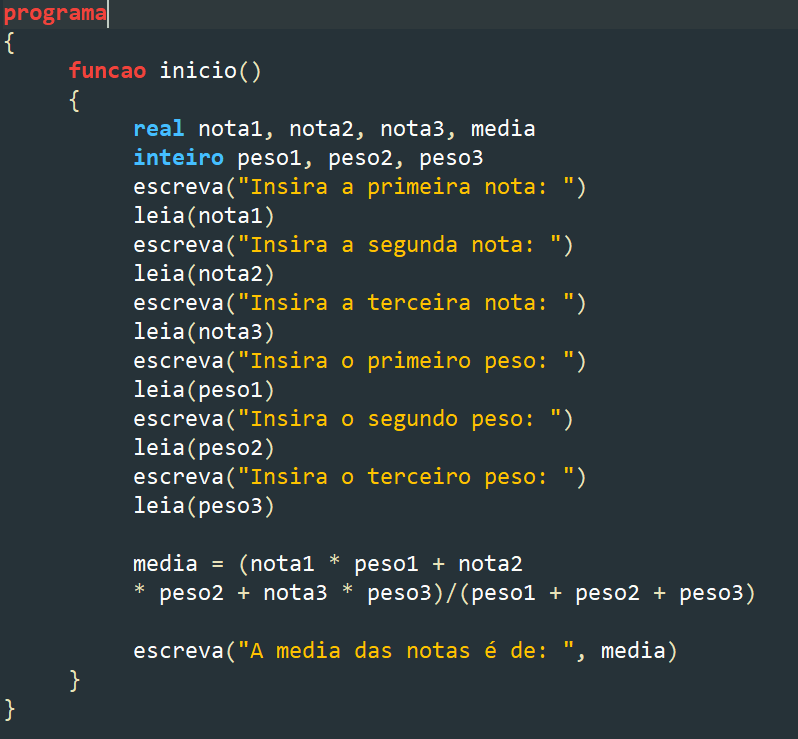 programa
{
funcao inicio()
{
real nota1, nota2, nota3, media
inteiro peso1, peso2, peso3
escreva("Insira a primeira nota: ")
leia(nota1)
escreva("Insira a segunda nota: ")
leia(nota2)
escreva("Insira a terceira nota: ")
leia(nota3)
escreva("Insira o primeiro peso: ")
leia(peso1)
escreva("Insira o segundo peso: ")
leia(peso2)
escreva("Insira o terceiro peso: ")
leia(peso3)
media = (nota1 * peso1 + nota2
* peso2 + nota3 * peso3)/(peso1 + peso2 + peso3)
escreva("A media das notas é de: ", media)
}
}